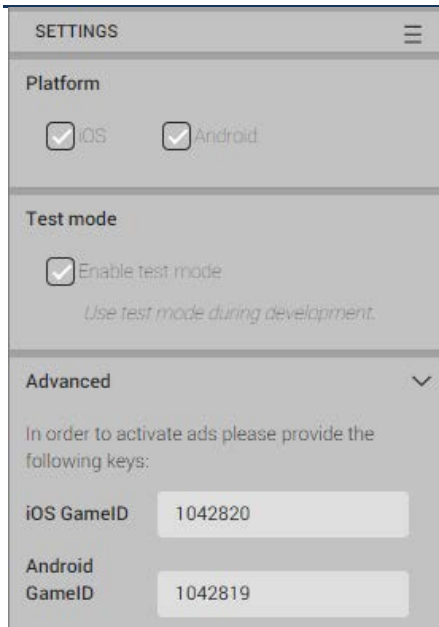 SETTINGS
Platform
iOS Android
Test mode
Enable test mode
Use test mode during development.
Advanced
In order to activate ads please provide the
following keys:
iOS GameID 1042820
Android
GameID 1042819